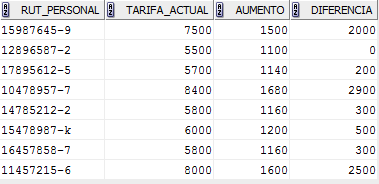 RUT_PERSONAL TARIFA_ACTUAL AUMENTO DIFERENCIA
15987645-9 7500 1500 2000
12896587-2 5500 1100 0
17895612-5 5700 1140 200
10478957-7 8400 1680 2900
14785212-2 5800 1160 300
15478987-k 6000 1200 500
16457858-7 5800 1160 300
11457215-6 8000 1600 2500